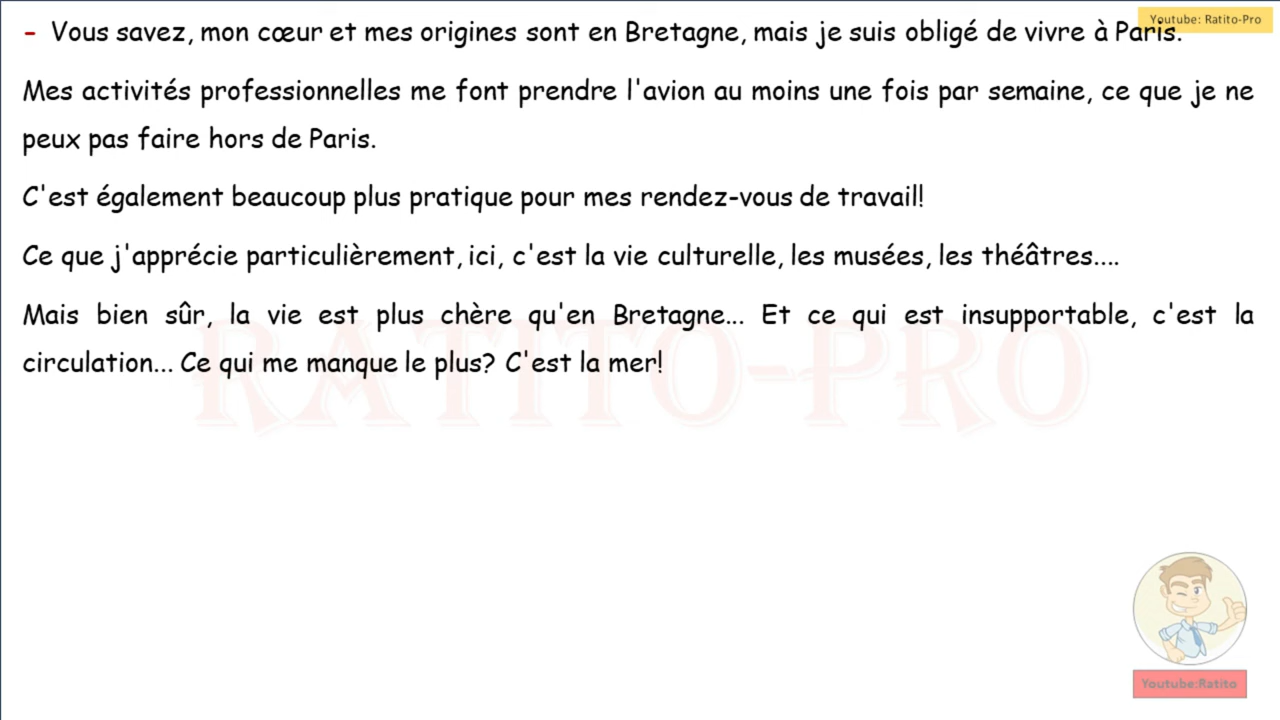 Youtube: Ratito-Pro
- Vous savez, mon cœur et mes origines sont en Bretagne, mais je suis obligé de vivre à Paris.
Mes activités professionnelles me font prendre l'avion au moins une fois par semaine, ce que je ne
peux pas faire hors de Paris.
C'est également beaucoup plus pratique pour mes rendez-vous de travail!
Ce que j'apprécie particulièrement, ici, c'est la vie culturelle, les musées, les théâtres....
Mais bien sûr, la vie est plus chère qu'en Bretagne... Et ce qui est insupportable, c'est la
circulation... Ce qui me manque le plus? C'est la mer!
RATITO-PRO
Youtube:Ratito